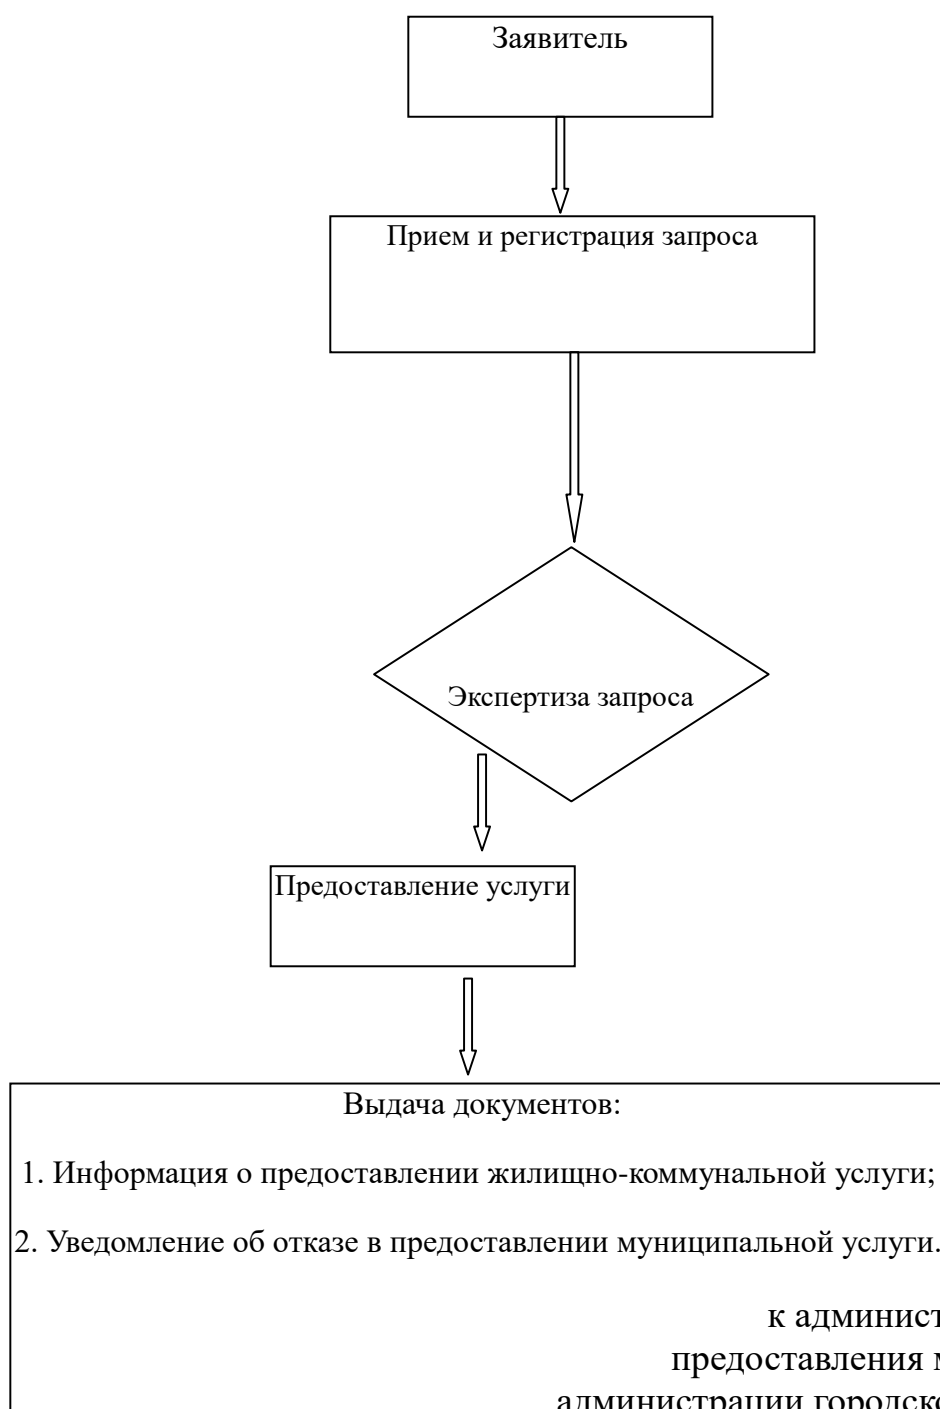 Заявитель
Прием и регистрация запроса
Экспертиза запроса
Предоставление услуги
Выдача документов:
1. Информация о предоставлении жилищно-коммунальной услуги;
2. Уведомление об отказе в предоставлении муниципальной услуги.
к
предоставления
администрации